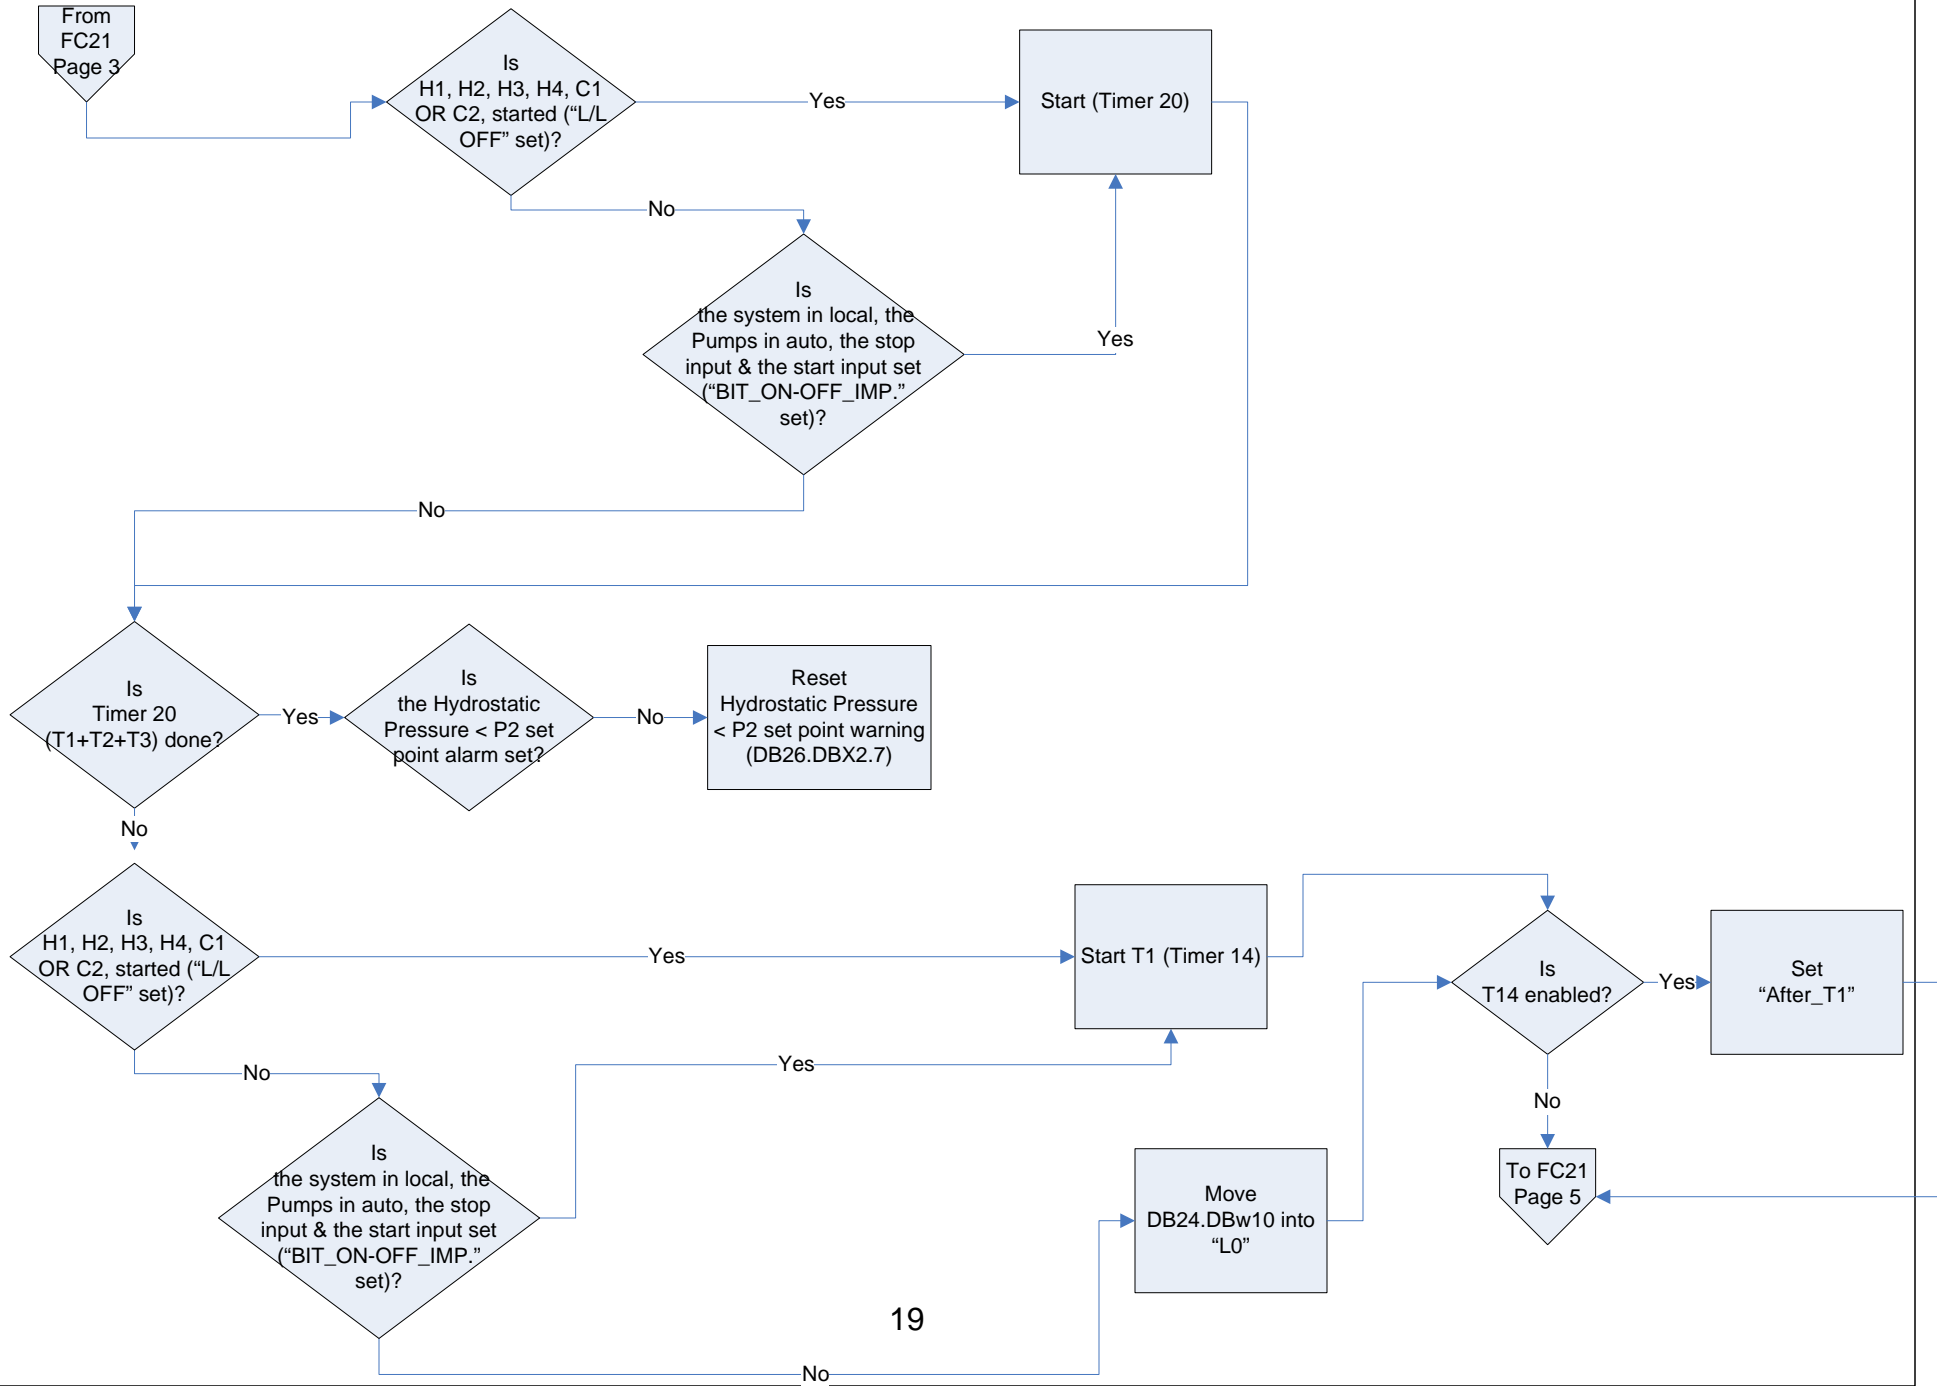 From
FC21
Page 3
Is
H1, H2, H3, H4, C1
OR C2, started (“L/L
OFF” set)?
Yes
Start (Timer 20)
No
Is
the system in local, the
Pumps in auto, the stop
input & the start input set
(“BIT_ON-OFF_IMP.”
set)?
Yes
No
Is
Timer 20
(T1+T2+T3) done?
Yes
Is
the Hydrostatic
Pressure < P2 set
point alarm set?
No
Reset
Hydrostatic Pressure
< P2 set point warning
(DB26.DBX2.7)
No
Is
H1, H2, H3, H4, C1
OR C2, started (“L/L
OFF” set)?
Yes
Start T1 (Timer 14)
Is
T14 enabled?
Yes
Set
“After_T1”
No
Is
the system in local, the
Pumps in auto, the stop
input & the start input set
(“BIT_ON-OFF_IMP.”
set)?
Yes
No
Move
DB24.DBw10 into
“L0”
No
To FC21
Page 5
19